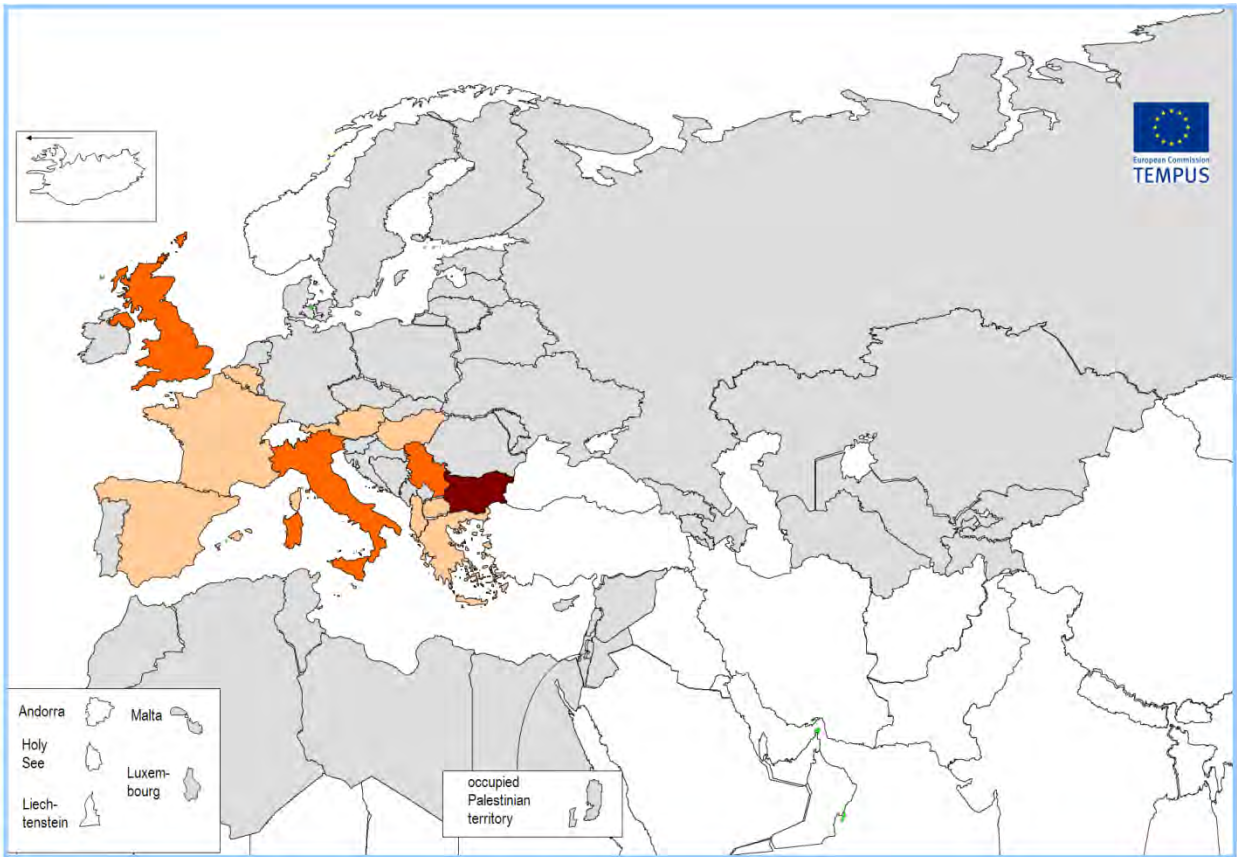 European Commission
TEMPUS
Andorra
Malta
Holy
See
Luxem-
bourg
Liech-
tenstein
occupied
Palestinian
territory